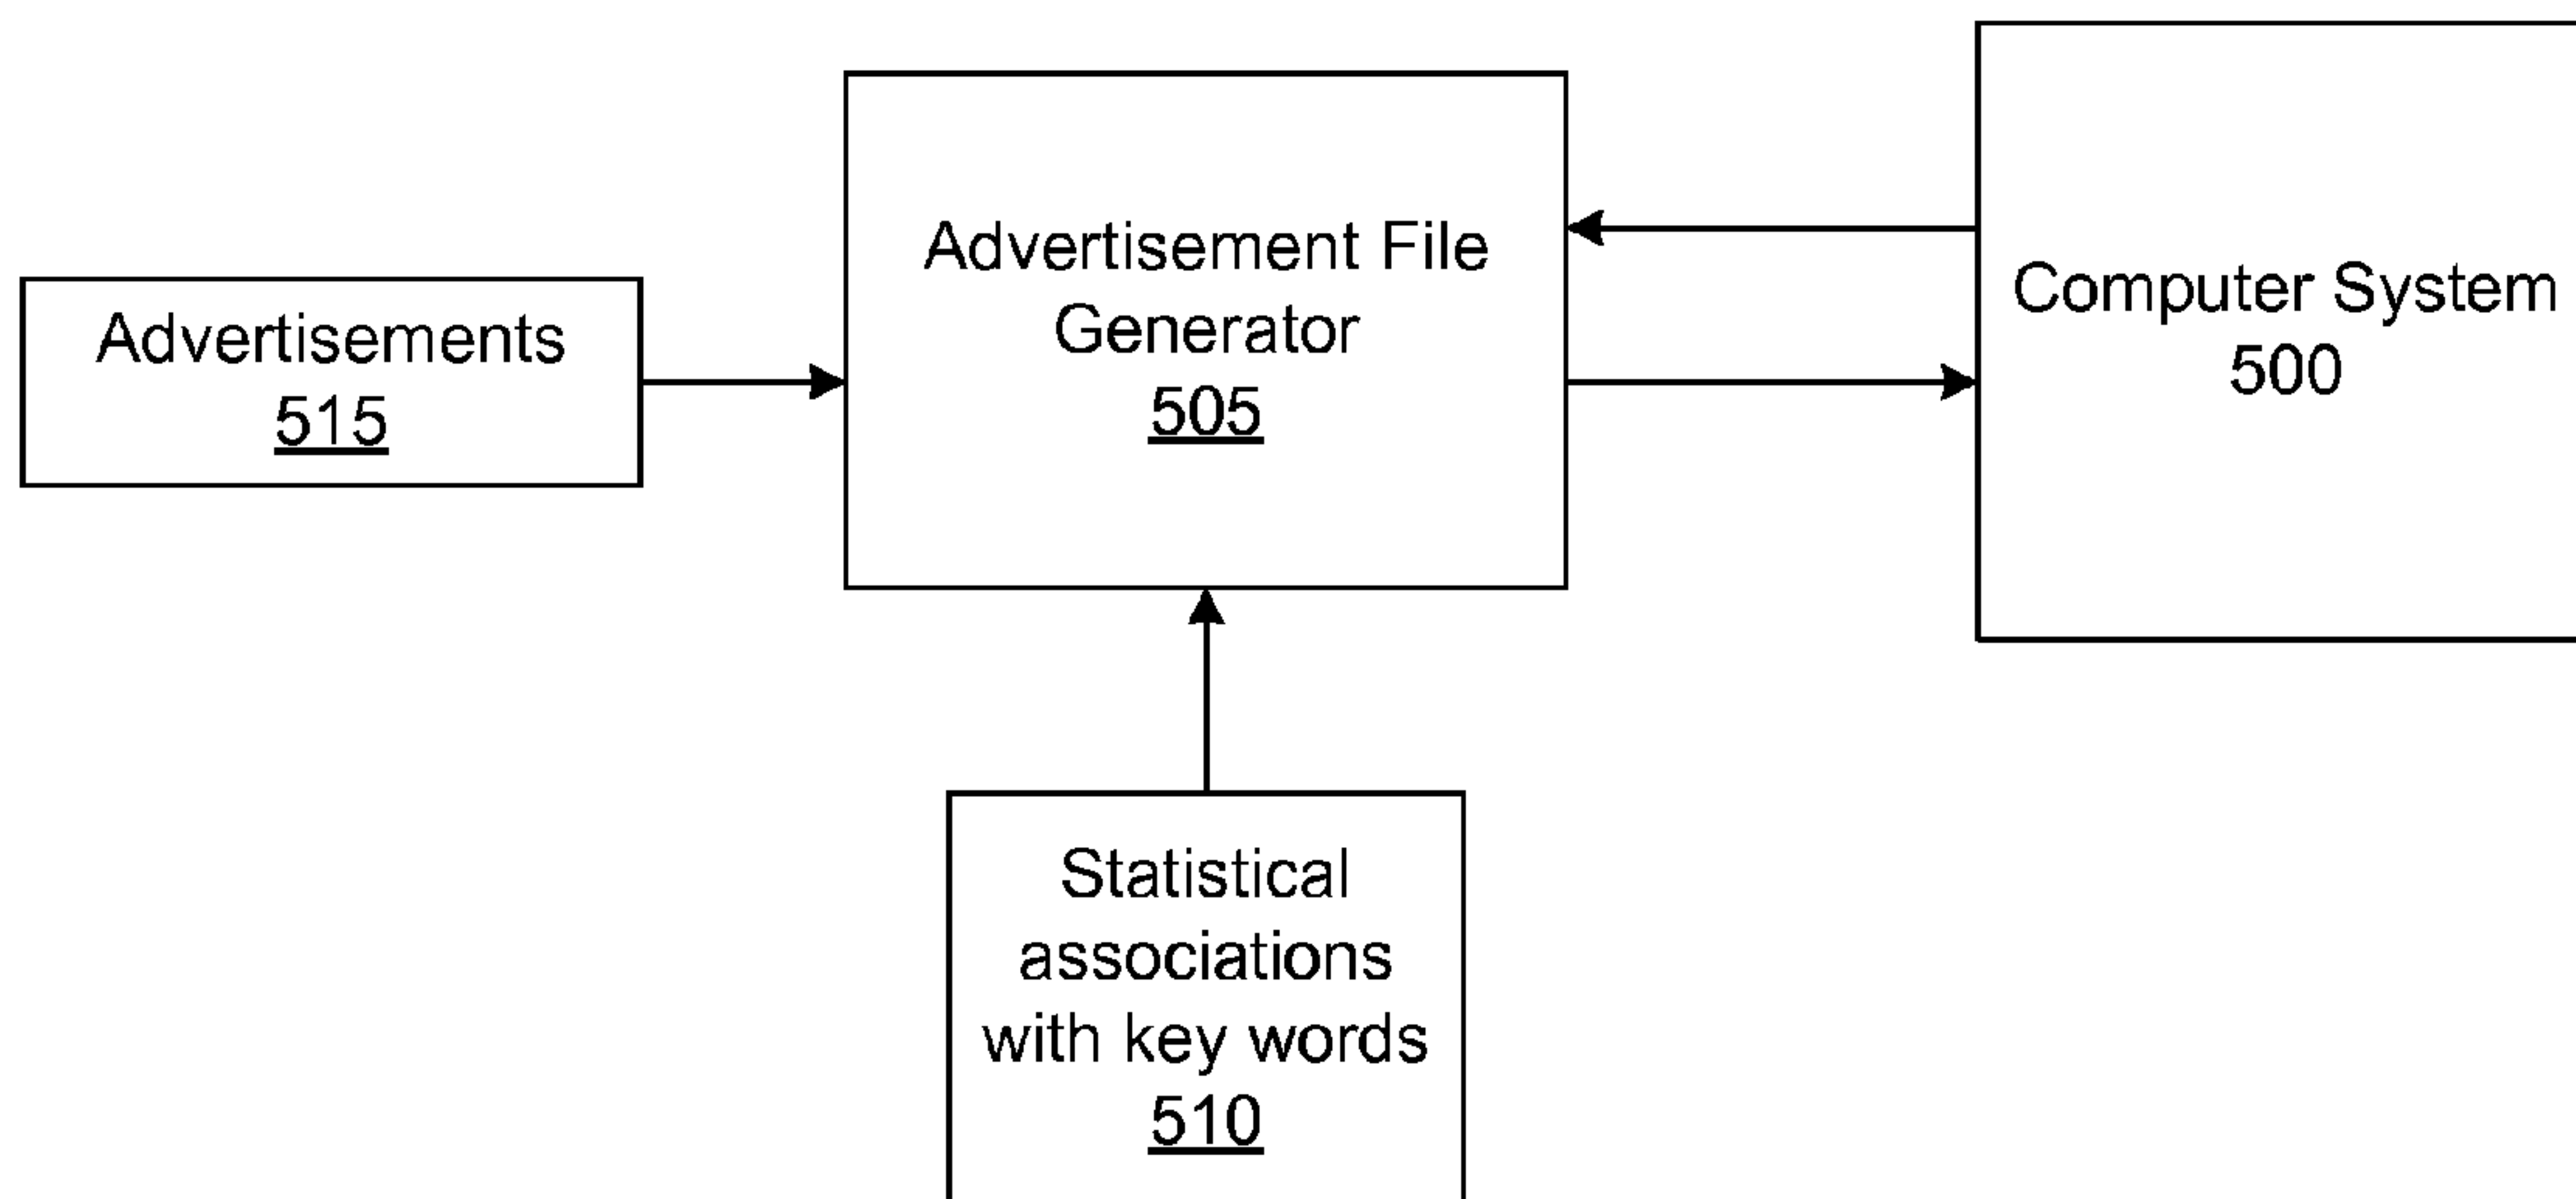 Advertisements
515
Advertisement File
Generator
505
Computer System
500
Statistical
associations
with key words
510